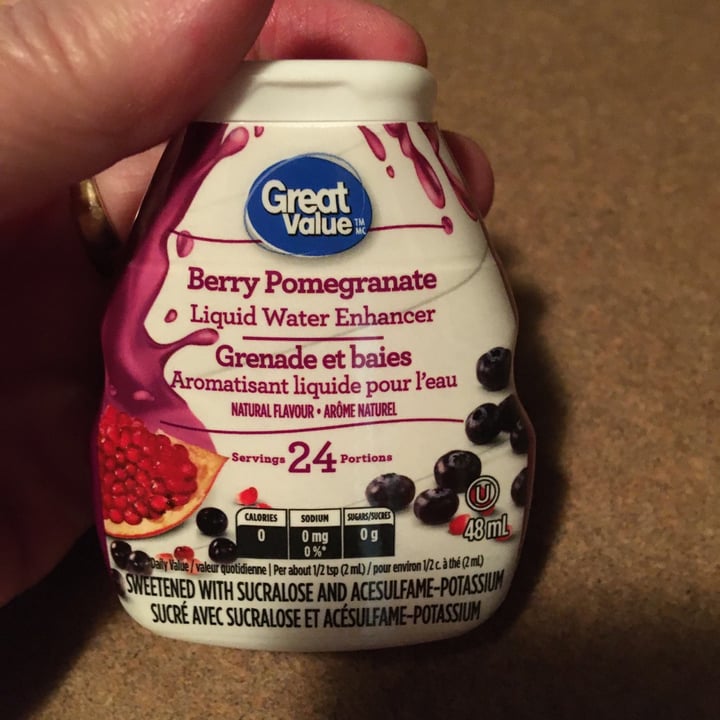 Great
Value TM MC
Berry Pomegranate
Liquid Water Enhancer
Grenade et baies
Aromatisant liquide pour l'eau
NATURAL FLAVOUR • ARÔME NATUREL
Servings 24 Portions
CALORIES SODIUM SUGARS/SUCRES
0 0 mg 0 g
0 %*
U
48 mL
Daily Value / valeur quotidienne | Per about 1/2 tsp (2 mL) / pour environ 1/2 c. à thé (2 mL)
SWEETENED WITH SUCRALOSE AND ACESULFAME-POTASSIUM
SUCRÉ AVEC SUCRALOSE ET ACÉSULFAME-POTASSIUM